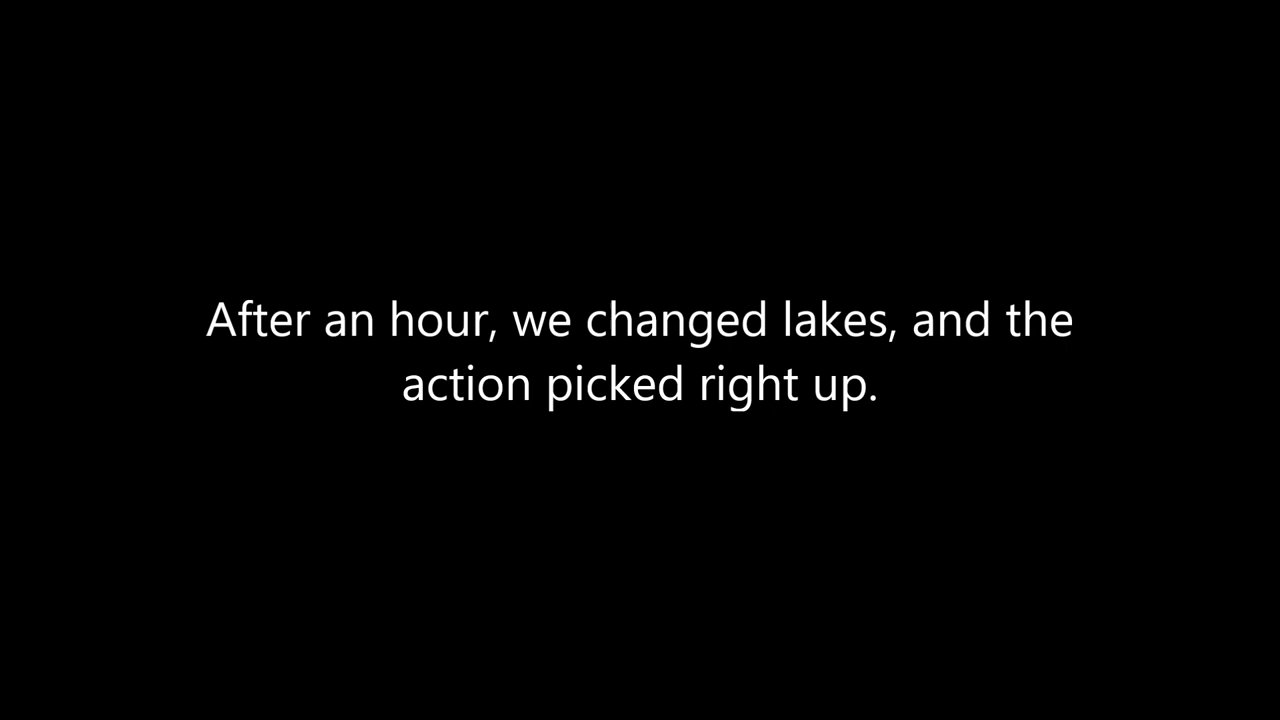 After an hour, we changed lakes, and the
action picked right up.